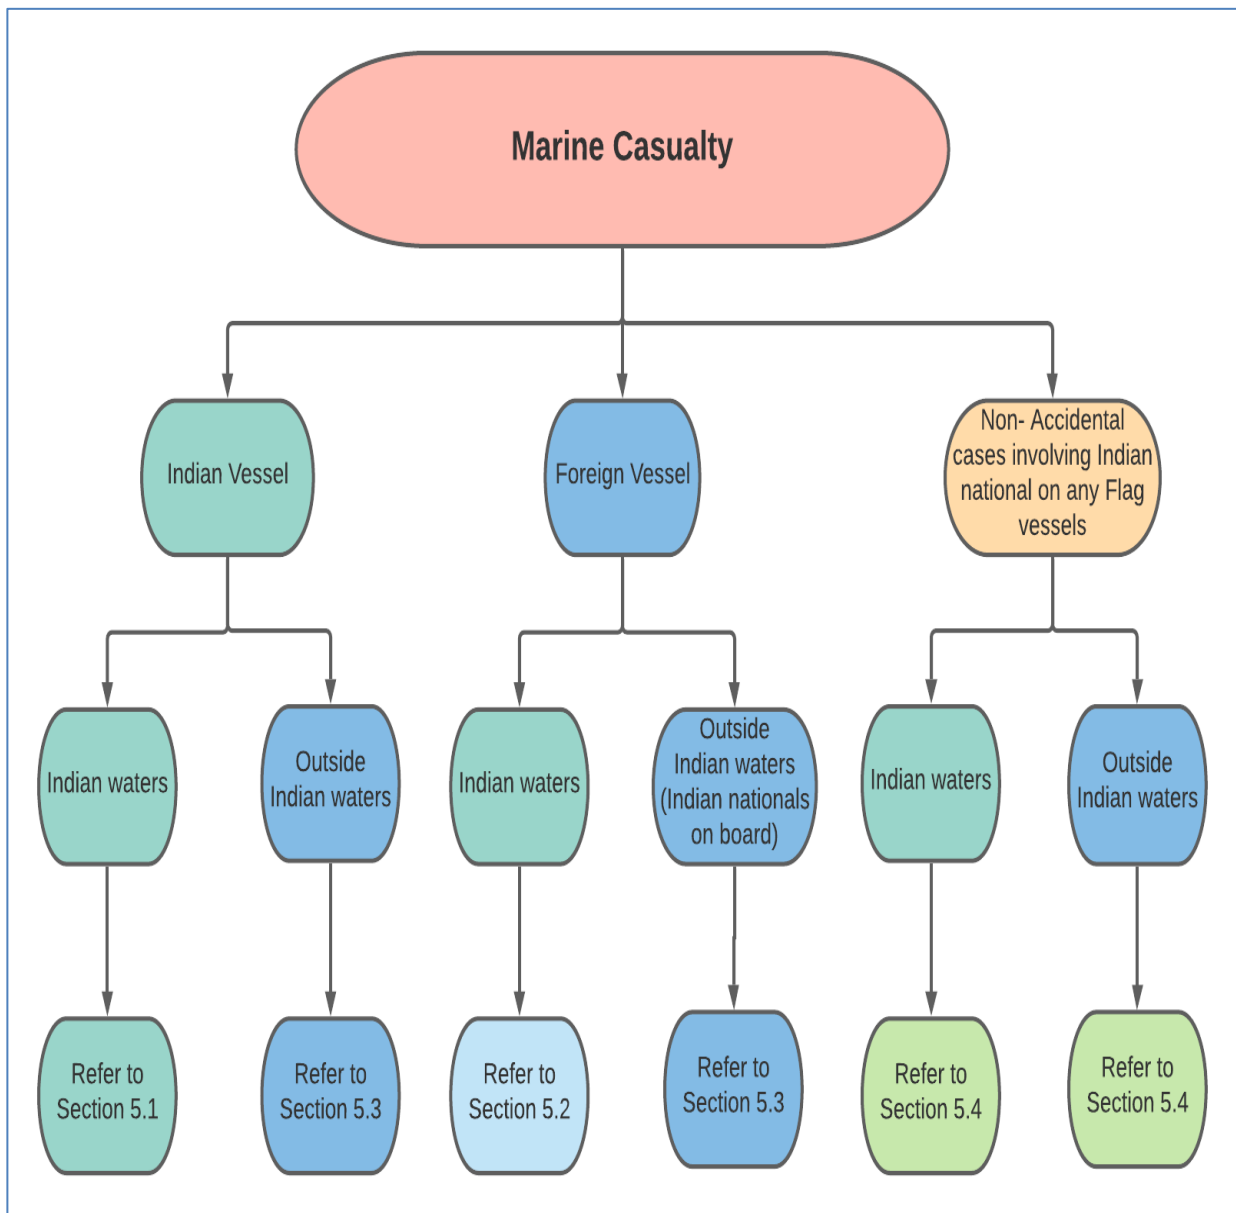 Marine Casualty
Indian Vessel
Foreign Vessel
Non- Accidental
cases involving Indian
national on any Flag
vessels
Indian waters
Outside
Indian waters
Indian waters
Outside
Indian waters
(Indian nationals
on board)
Indian waters
Outside
Indian waters
Refer to
Section 5.1
Refer to
Section 5.3
Refer to
Section 5.2
Refer to
Section 5.3
Refer to
Section 5.4
Refer to
Section 5.4